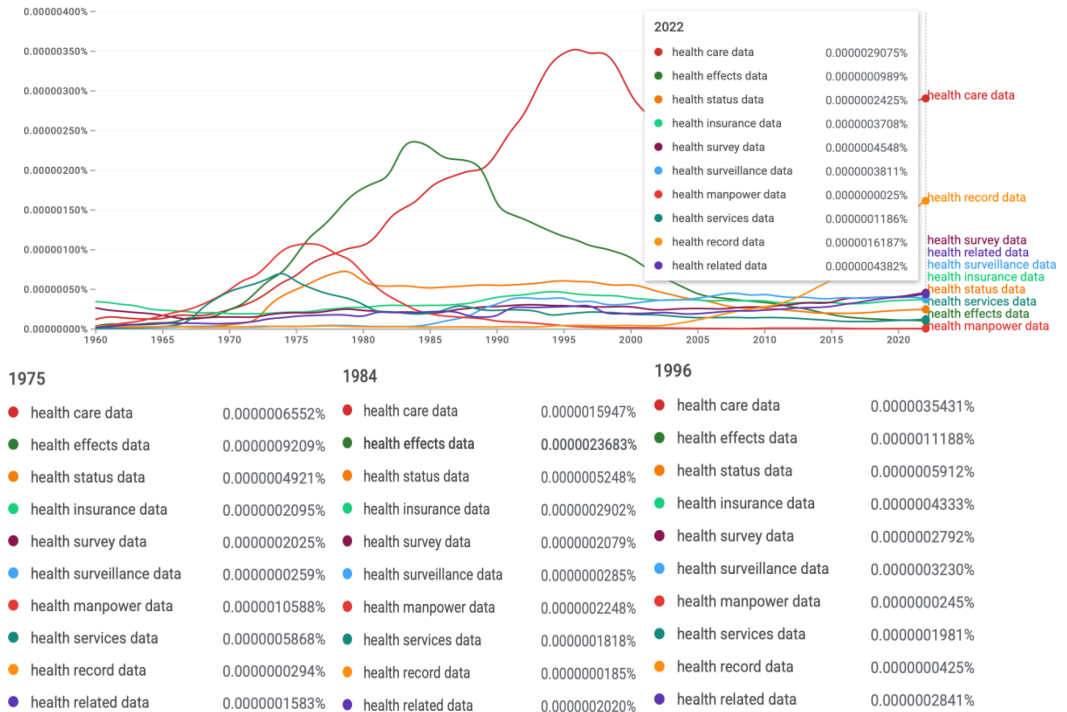 0.00000400%
0.00000350%
0.00000300%
0.00000250%
0.00000200%
0.00000150%
0.00000100%
0.00000050%
0.00000000%
1960 1965 1970 1975 1980 1985 1990 1995 2000 2005 2010 2015 2020
2022
health care data 0.0000029075%
health effects data 0.0000000989%
health status data 0.0000002425%
health insurance data 0.0000003708%
health survey data 0.0000004548%
health surveillance data 0.0000003811%
health manpower data 0.0000000025%
health services data 0.0000001186%
health record data 0.0000016187%
health related data 0.0000004382%
health care data
health record data
health survey data
health related data
health surveillance data
health insurance data
health status data
health services data
health effects data
health manpower data
1975
health care data 0.0000006552%
health effects data 0.0000009209%
health status data 0.0000004921%
health insurance data 0.0000002095%
health survey data 0.0000002025%
health surveillance data 0.0000000259%
health manpower data 0.0000010588%
health services data 0.0000005868%
health record data 0.0000000294%
health related data 0.0000001583%
1984
health care data 0.0000015947%
health effects data 0.0000023683%
health status data 0.0000005248%
health insurance data 0.0000002902%
health survey data 0.0000002079%
health surveillance data 0.0000000285%
health manpower data 0.0000002248%
health services data 0.0000001818%
health record data 0.0000000185%
health related data 0.0000002020%
1996
health care data 0.0000035431%
health effects data 0.0000011188%
health status data 0.0000005912%
health insurance data 0.0000004333%
health survey data 0.0000002792%
health surveillance data 0.0000003230%
health manpower data 0.0000000245%
health services data 0.0000001981%
health record data 0.0000000425%
health related data 0.0000002841%